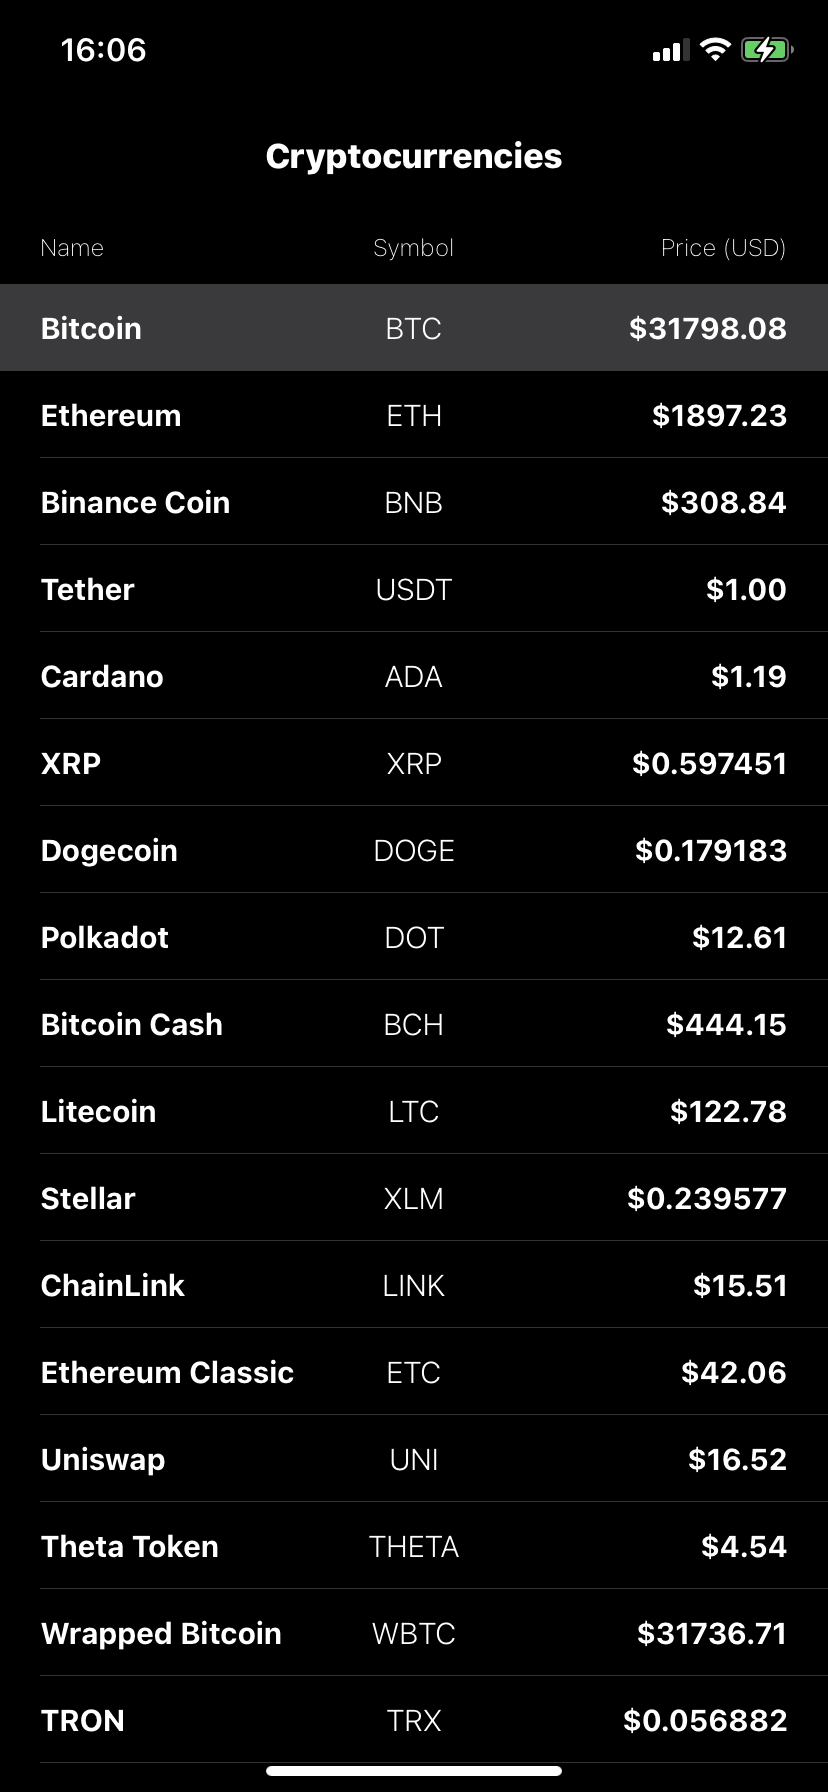 16:06
Cryptocurrencies
Name Symbol Price (USD)
Bitcoin BTC $31798.08
Ethereum ETH $1897.23
Binance Coin BNB $308.84
Tether USDT $1.00
Cardano ADA $1.19
XRP XRP $0.597451
Dogecoin DOGE $0.179183
Polkadot DOT $12.61
Bitcoin Cash BCH $444.15
Litecoin LTC $122.78
Stellar XLM $0.239577
ChainLink LINK $15.51
Ethereum Classic ETC $42.06
Uniswap UNI $16.52
Theta Token THETA $4.54
Wrapped Bitcoin WBTC $31736.71
TRON TRX $0.056882